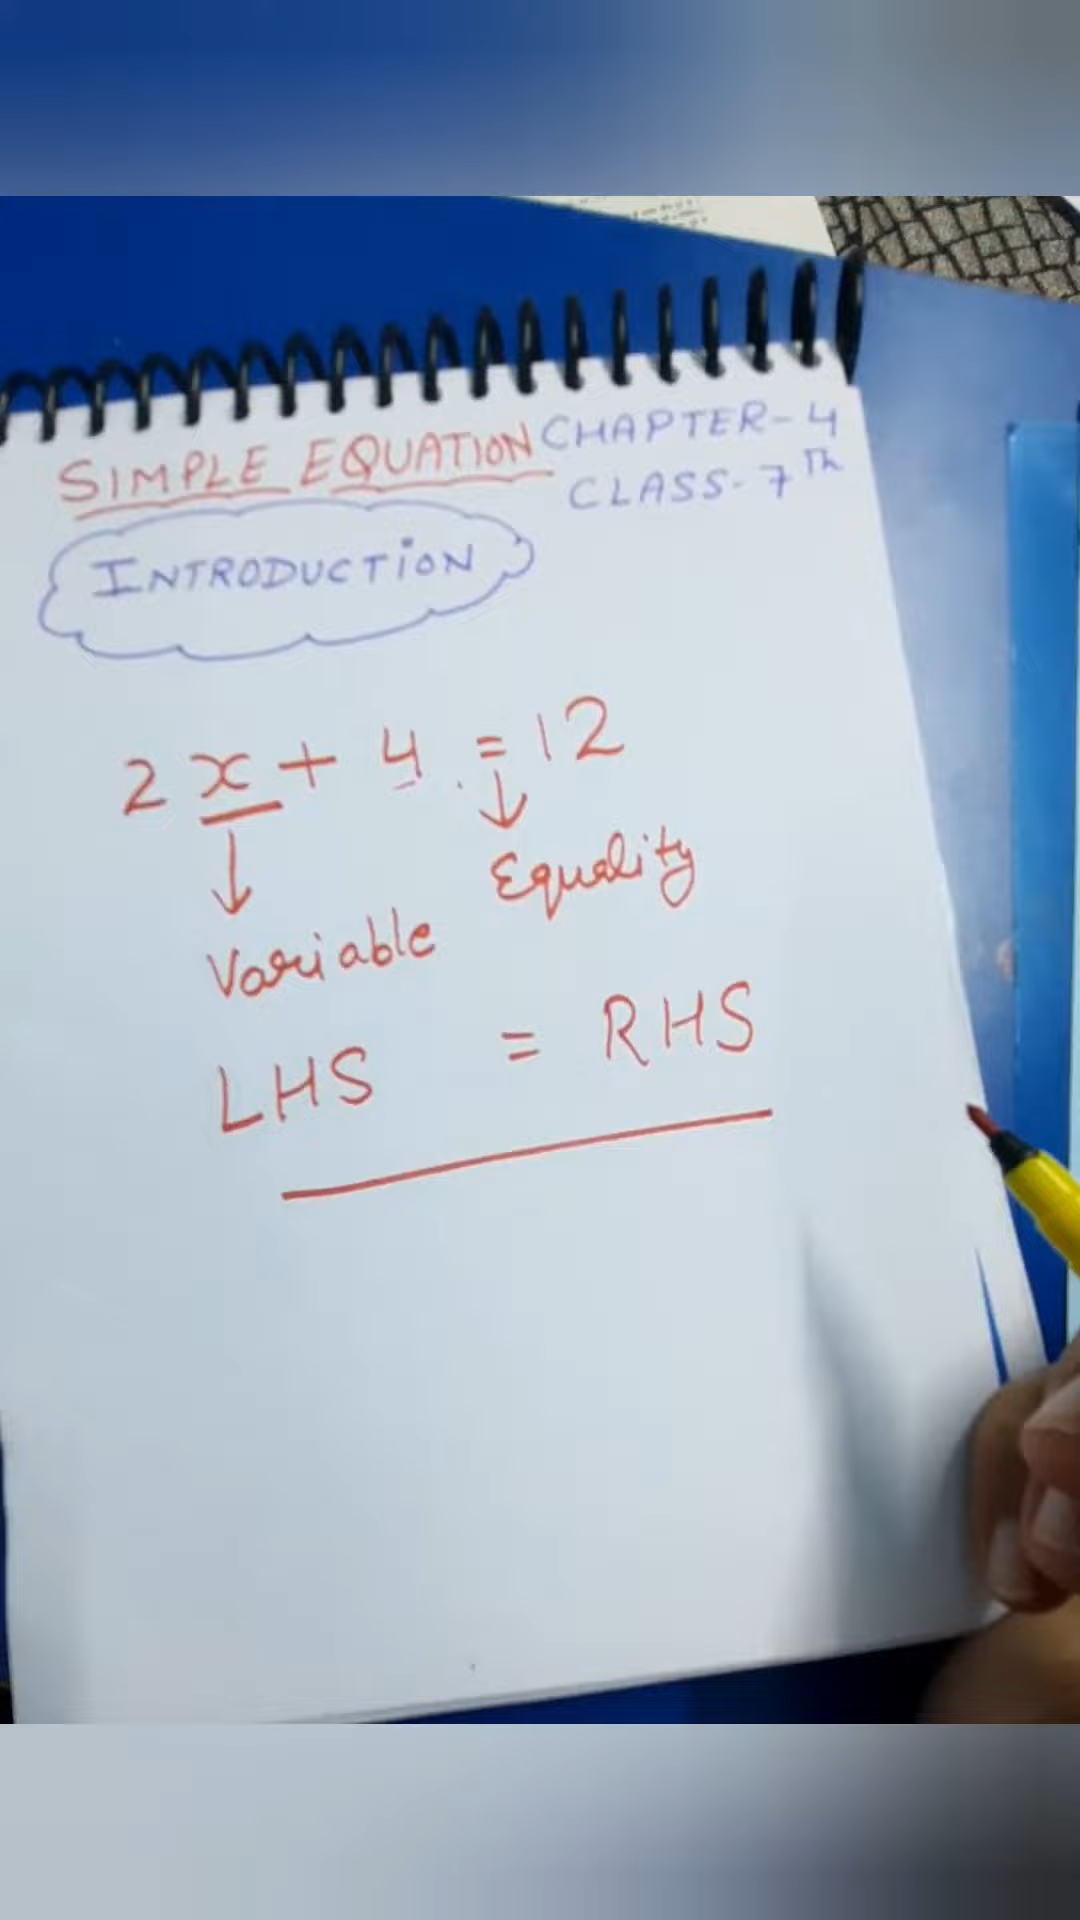 SIMPLE EQUATION CHAPTER-4
CLASS-7Th
INTRODUCTION
2x + 4 = 12
Equality
Variable
LHS = RHS